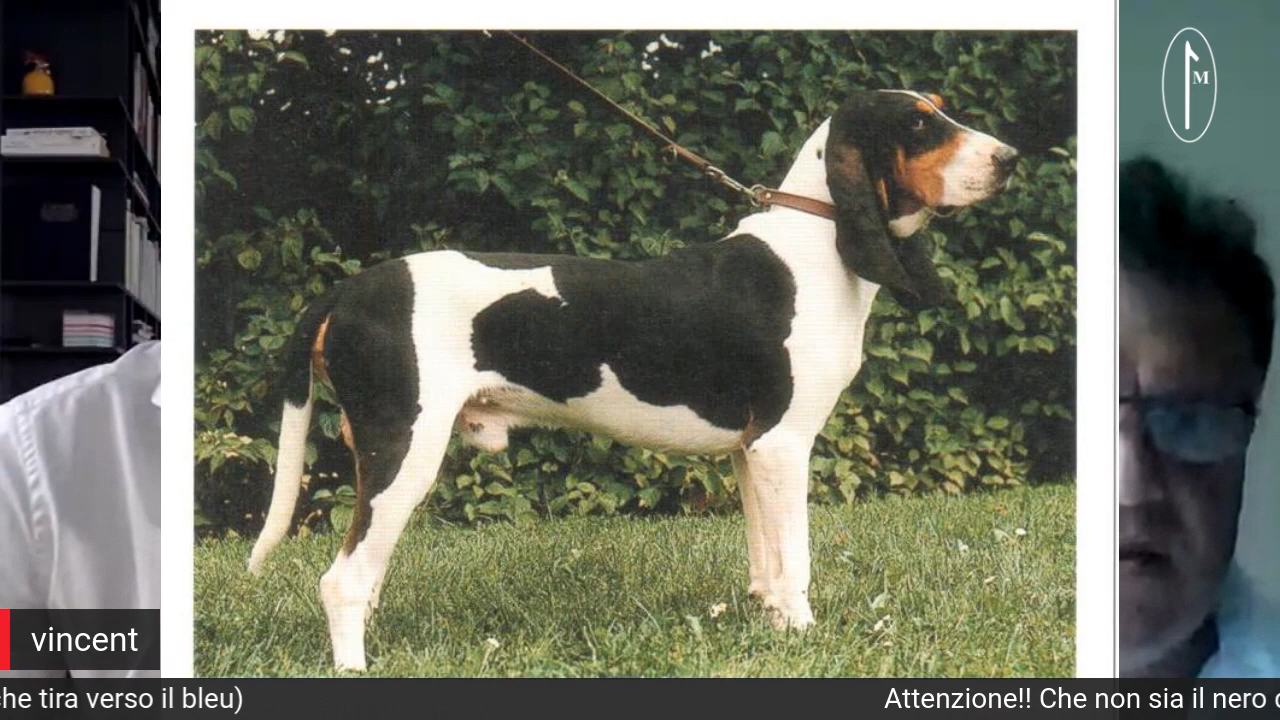 M
vincent
che tira verso il bleu)
Attenzione!! Che non sia il nero